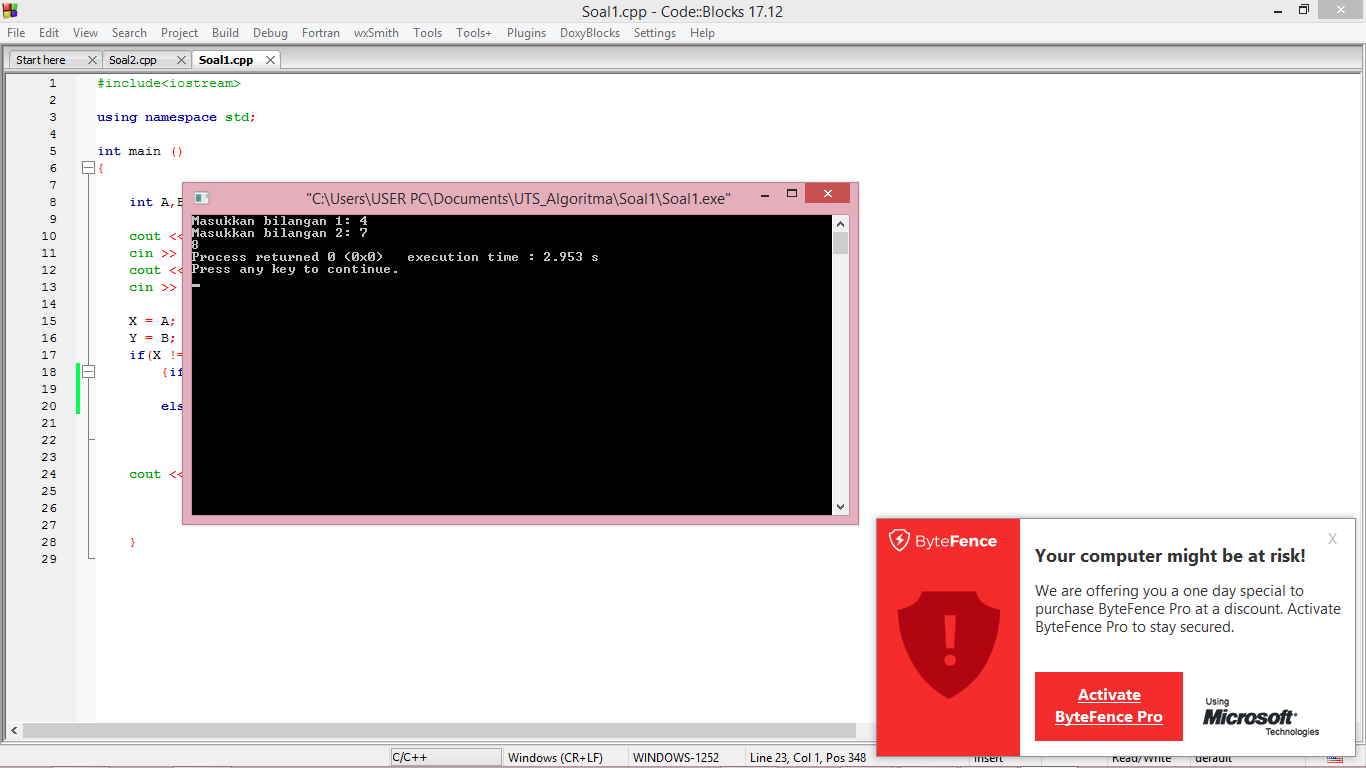 Soal1.cpp - Code::Blocks 17.12
File Edit View Search Project Build Debug Fortran wxSmith Tools Tools+ Plugins DoxyBlocks Settings Help
Start here Soal2.cpp Soal1.cpp
1 #include<iostream>
2
3 using namespace std;
4
5 int main ()
6 {
7
8 int A,
9
10 cout <<
11 cin >>
12 cout <<
13 cin >>
14
15 X = A;
16 Y = B;
17 if(X !=
18 {if
19
20 els
21
22
23
24 cout <<
25
26
27
28 }
29
"C:\Users\USER PC\Documents\UTS_Algoritma\Soal1\Soal1.exe"
Masukkan bilangan 1: 4
Masukkan bilangan 2: 7
8
Process returned 0 (0x0) execution time : 2.953 s
Press any key to continue.
ByteFence
X
Your computer might be at risk!
We are offering you a one day special to
purchase ByteFence Pro at a discount. Activate
ByteFence Pro to stay secured.
Activate
ByteFence Pro
Using
Microsoft
Technologies
C/C++ Windows (CR+LF) WINDOWS-1252 Line 23, Col 1, Pos 348 Insert Read/Write default